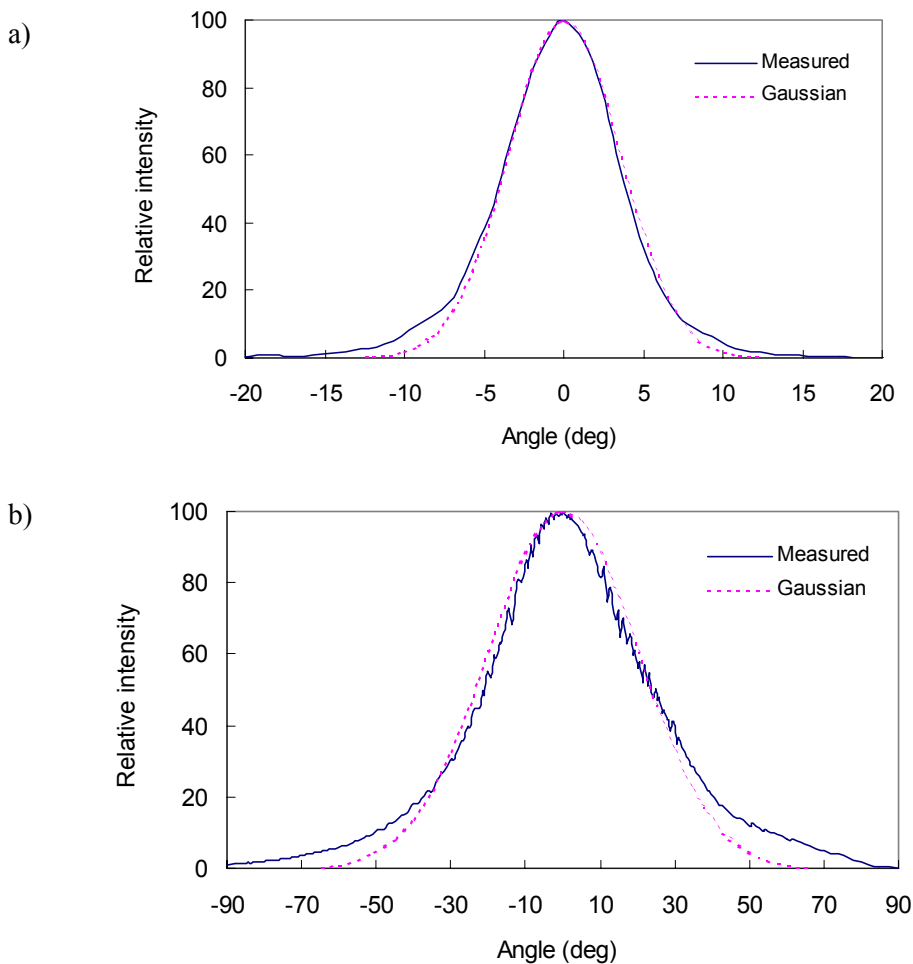 a)
100
80
60
40
20
0
Relative intensity
Measured
Gaussian
-20 -15 -10 -5 0 5 10 15 20
Angle (deg)
b)
100
80
60
40
20
0
Relative intensity
Measured
Gaussian
-90 -70 -50 -30 -10 10 30 50 70 90
Angle (deg)